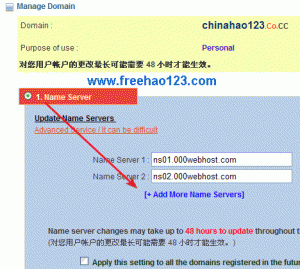 Manage Domain
Domain : chinahao123.Co.CC
Purpose of use : Personal
对您用户帐户的更改最长可能需要 48 小时才能生效。
www.freehao123.com
1. Name Server
Update Name Servers
Advanced Service / It can be difficult
Name Server 1 : ns01.000webhost.com
Name Server 2 : ns02.000webhost.com
[+ Add More Name Servers]
Name server changes may take up to 48 hours to update throughout t
(对您用户帐户的更改最长可能需要 48 小时才能生效。)
Apply this setting to all the domains registered in the future